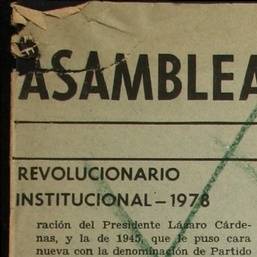 ASAMBLEA
REVOLUCIONARIO
INSTITUCIONAL — 1978
ración del Presidente Lázaro Cárde-
nas, y la de 1945, que le puso cara
nueva con la denominación de Partido